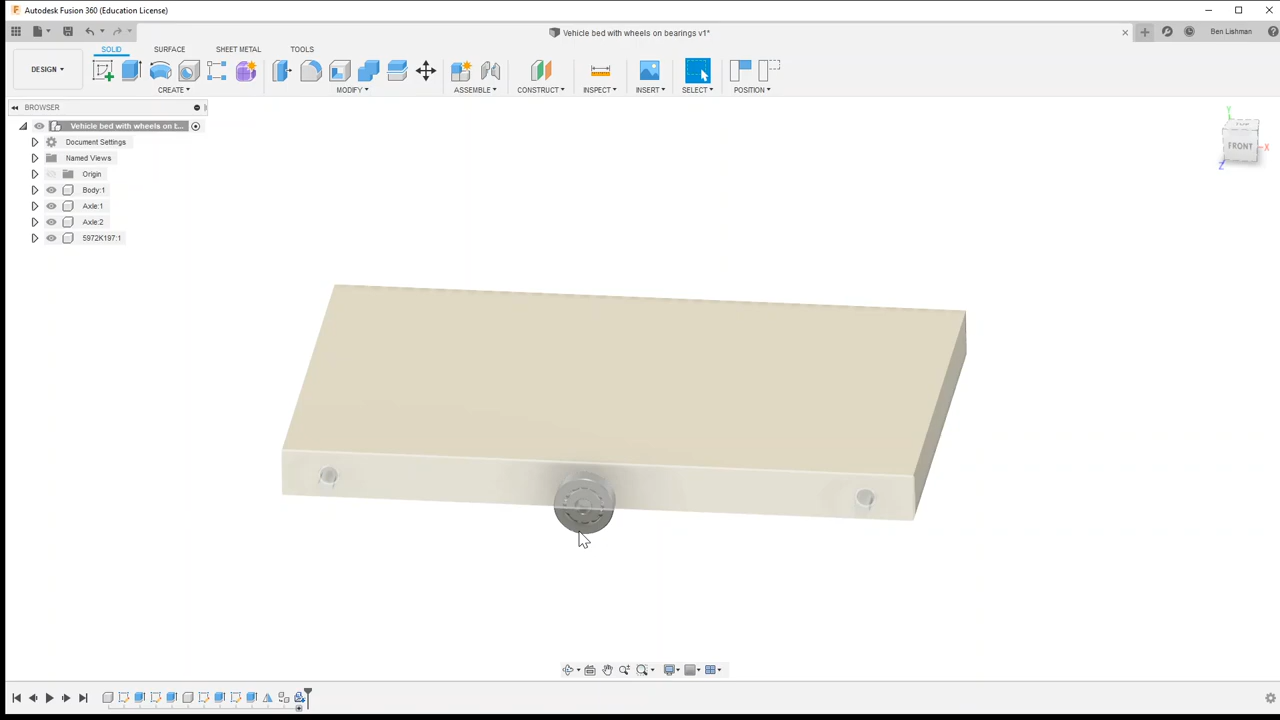 Autodesk Fusion 360 (Education License)
Vehicle bed with wheels on bearings v1*
Ben Lishman
SOLID SURFACE SHEET METAL TOOLS
DESIGN
CREATE MODIFY ASSEMBLE CONSTRUCT INSPECT INSERT SELECT POSITION
BROWSER
Vehicle bed with wheels on t...
Document Settings
Named Views
Origin
Body:1
Axle:1
Axle:2
5972K197:1
Y
TOP
FRONT
X
Z